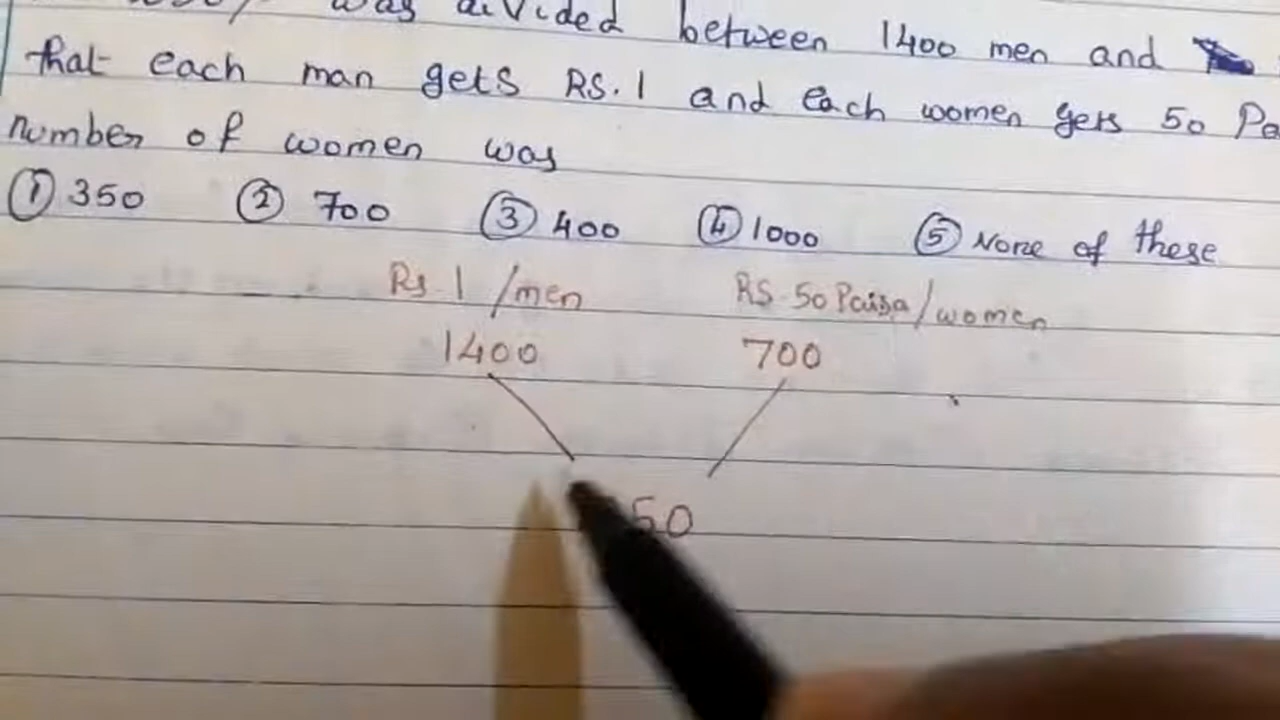 was divided between 1400 men and
that each man gets RS. 1 and each women gets 50
number of women was
① 350 ② 700 ③ 400 ④ 1000 ⑤ None of these
Rs. 1 /men RS. 50 Paisa/women
1400 700
50